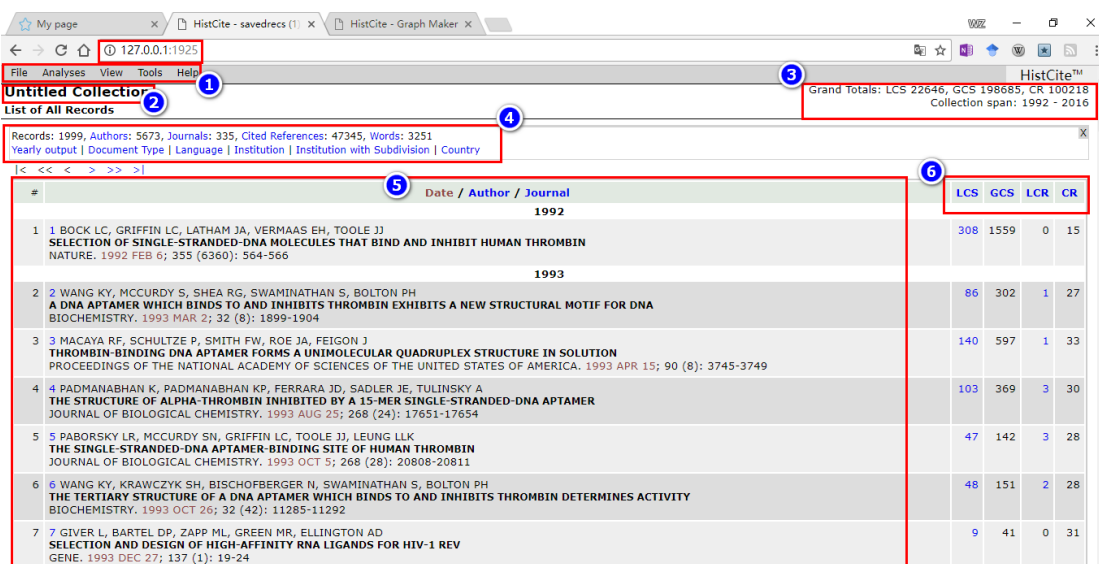 My page
HistCite - savedrecs (1)
HistCite - Graph Maker
WZ
127.0.0.1:1925
File Analyses View Tools Help
1
HistCite™
Untitled Collection
2
3
Grand Totals: LCS 22646, GCS 198685, CR 100218
List of All Records
Collection span: 1992 - 2016
4
Records: 1999, Authors: 5673, Journals: 335, Cited References: 47345, Words: 3251
X
Yearly output | Document Type | Language | Institution | Institution with Subdivision | Country
|< << < > >> >|
5
6
# Date / Author / Journal LCS GCS LCR CR
1992
1 1 BOCK LC, GRIFFIN LC, LATHAM JA, VERMAAS EH, TOOLE JJ 308 1559 0 15
SELECTION OF SINGLE-STRANDED-DNA MOLECULES THAT BIND AND INHIBIT HUMAN THROMBIN
NATURE. 1992 FEB 6; 355 (6360): 564-566
1993
2 2 WANG KY, MCCURDY S, SHEA RG, SWAMINATHAN S, BOLTON PH 86 302 1 27
A DNA APTAMER WHICH BINDS TO AND INHIBITS THROMBIN EXHIBITS A NEW STRUCTURAL MOTIF FOR DNA
BIOCHEMISTRY. 1993 MAR 2; 32 (8): 1899-1904
3 3 MACAYA RF, SCHULTZE P, SMITH FW, ROE JA, FEIGON J 140 597 1 33
THROMBIN-BINDING DNA APTAMER FORMS A UNIMOLECULAR QUADRUPLEX STRUCTURE IN SOLUTION
PROCEEDINGS OF THE NATIONAL ACADEMY OF SCIENCES OF THE UNITED STATES OF AMERICA. 1993 APR 15; 90 (8): 3745-3749
4 4 PADMANABHAN K, PADMANABHAN KP, FERRARA JD, SADLER JE, TULINSKY A 103 369 3 30
THE STRUCTURE OF ALPHA-THROMBIN INHIBITED BY A 15-MER SINGLE-STRANDED-DNA APTAMER
JOURNAL OF BIOLOGICAL CHEMISTRY. 1993 AUG 25; 268 (24): 17651-17654
5 5 PABORSKY LR, MCCURDY SN, GRIFFIN LC, TOOLE JJ, LEUNG LLK 47 142 3 28
THE SINGLE-STRANDED-DNA APTAMER-BINDING SITE OF HUMAN THROMBIN
JOURNAL OF BIOLOGICAL CHEMISTRY. 1993 OCT 5; 268 (28): 20808-20811
6 6 WANG KY, KRAWCZYK SH, BISCHOFBERGER N, SWAMINATHAN S, BOLTON PH 48 151 2 28
THE TERTIARY STRUCTURE OF A DNA APTAMER WHICH BINDS TO AND INHIBITS THROMBIN DETERMINES ACTIVITY
BIOCHEMISTRY. 1993 OCT 26; 32 (42): 11285-11292
7 7 GIVER L, BARTEL DP, ZAPP ML, GREEN MR, ELLINGTON AD 9 41 0 31
SELECTION AND DESIGN OF HIGH-AFFINITY RNA LIGANDS FOR HIV-1 REV
GENE. 1993 DEC 27; 137 (1): 19-24